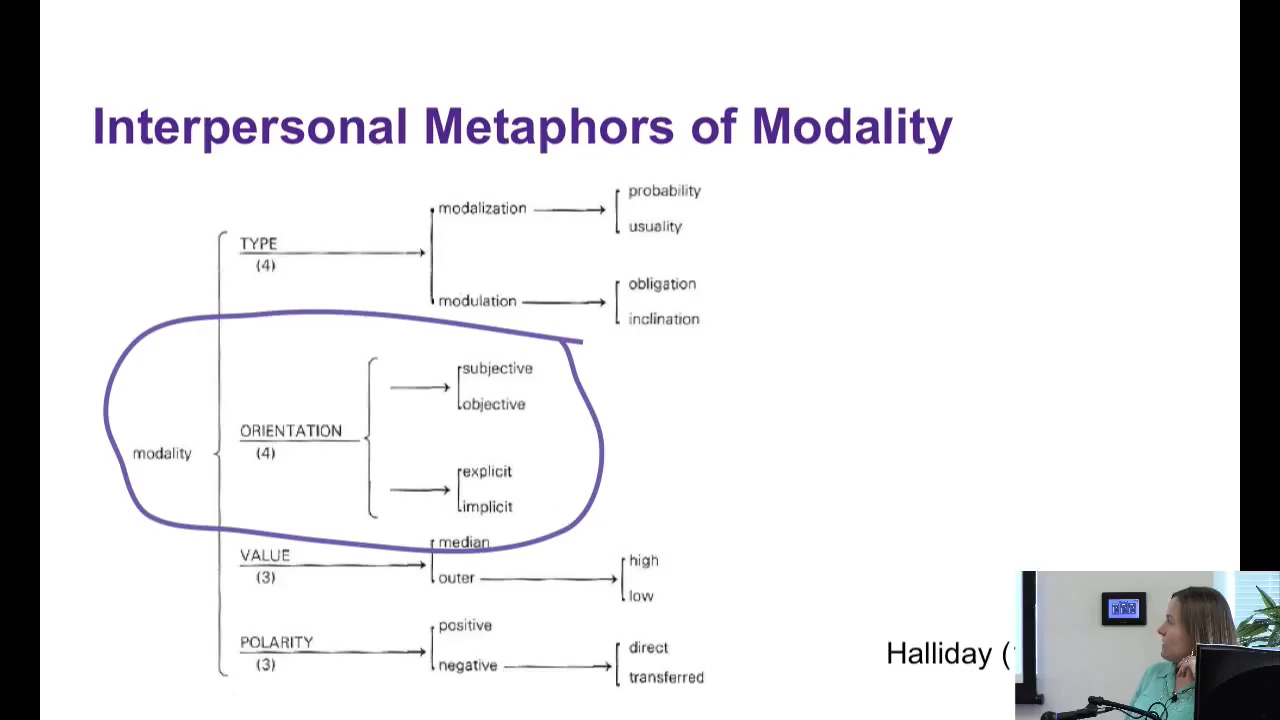 Interpersonal Metaphors of Modality
probability
modalization
usuality
TYPE
(4)
obligation
modulation
inclination
subjective
objective
ORIENTATION
(4)
modality
explicit
implicit
median
VALUE
high
(3)
outer
low
positive
POLARITY
direct
(3)
negative
transferred
Halliday (